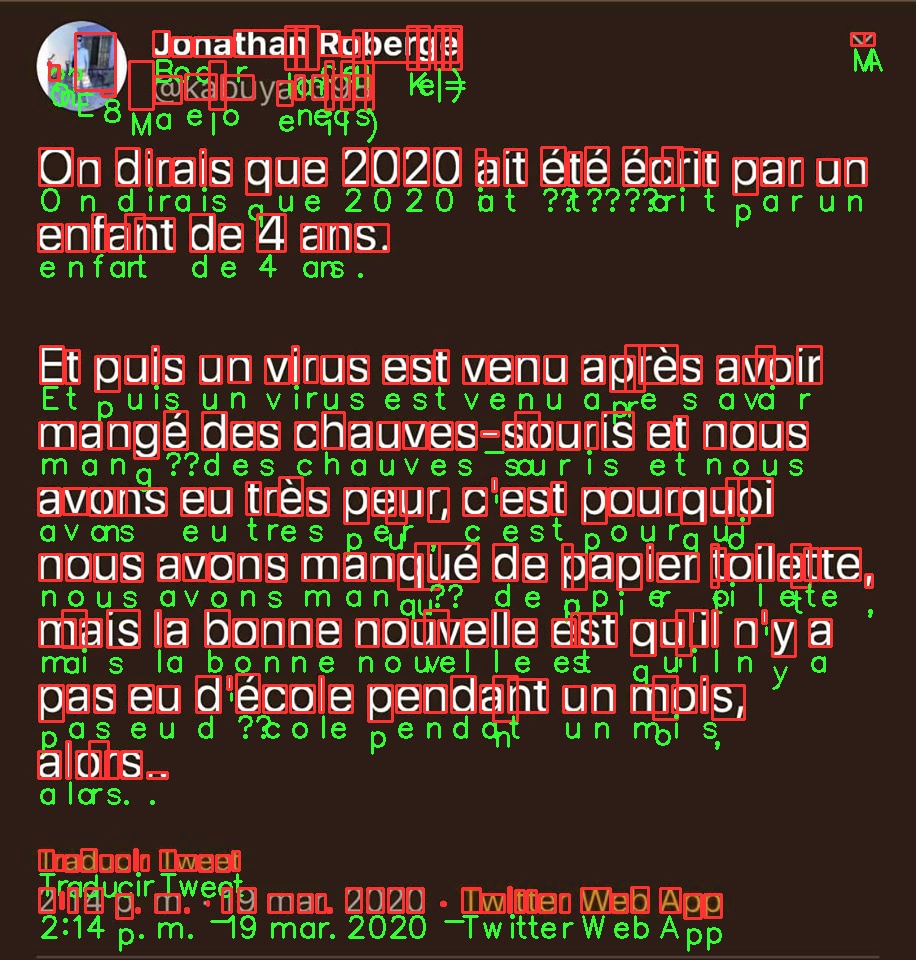 Jonathan Roberge
On dirais que 2020 ait été écrit par un
enfant de 4 ans.
Et puis un virus est venu après avoir
mangé des chauves-souris et nous
avons eu très peur, c'est pourquoi
nous avons manqué de papier toilette,
mais la bonne nouvelle est qu'il n'y a
pas eu d'école pendant un mois,
alors...
Traducir Tweet
2:14 p. m. · 19 mar. 2020 · Twitter Web App